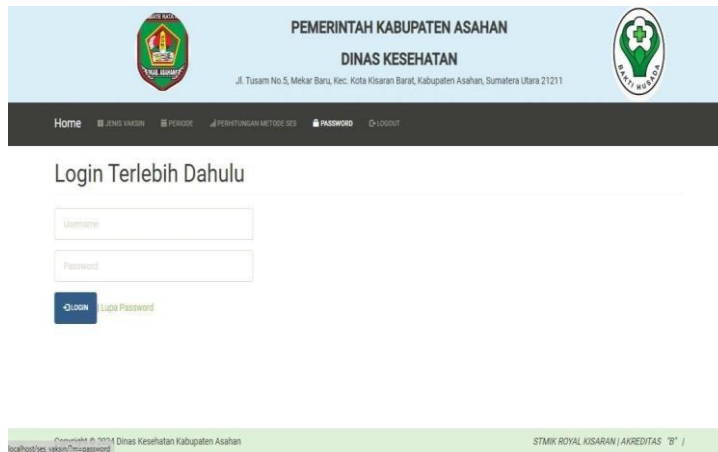 PEMERINTAH KABUPATEN ASAHAN
DINAS KESEHATAN
Jl. Tusam No.5, Mekar Baru, Kec. Kota Kisaran Barat, Kabupaten Asahan, Sumatera Utara 21211
BAKTI HUSADA
Home JENIS VAKSIN PERIODE PERHITUNGAN METODE SES PASSWORD LOGOUT
Login Terlebih Dahulu
Username
Password
LOGIN | Lupa Password
Copyright © 2024 Dinas Kesehatan Kabupaten Asahan STMIK ROYAL KISARAN | AKREDITAS "B" |
localhost/ses_vaksin/?m=password